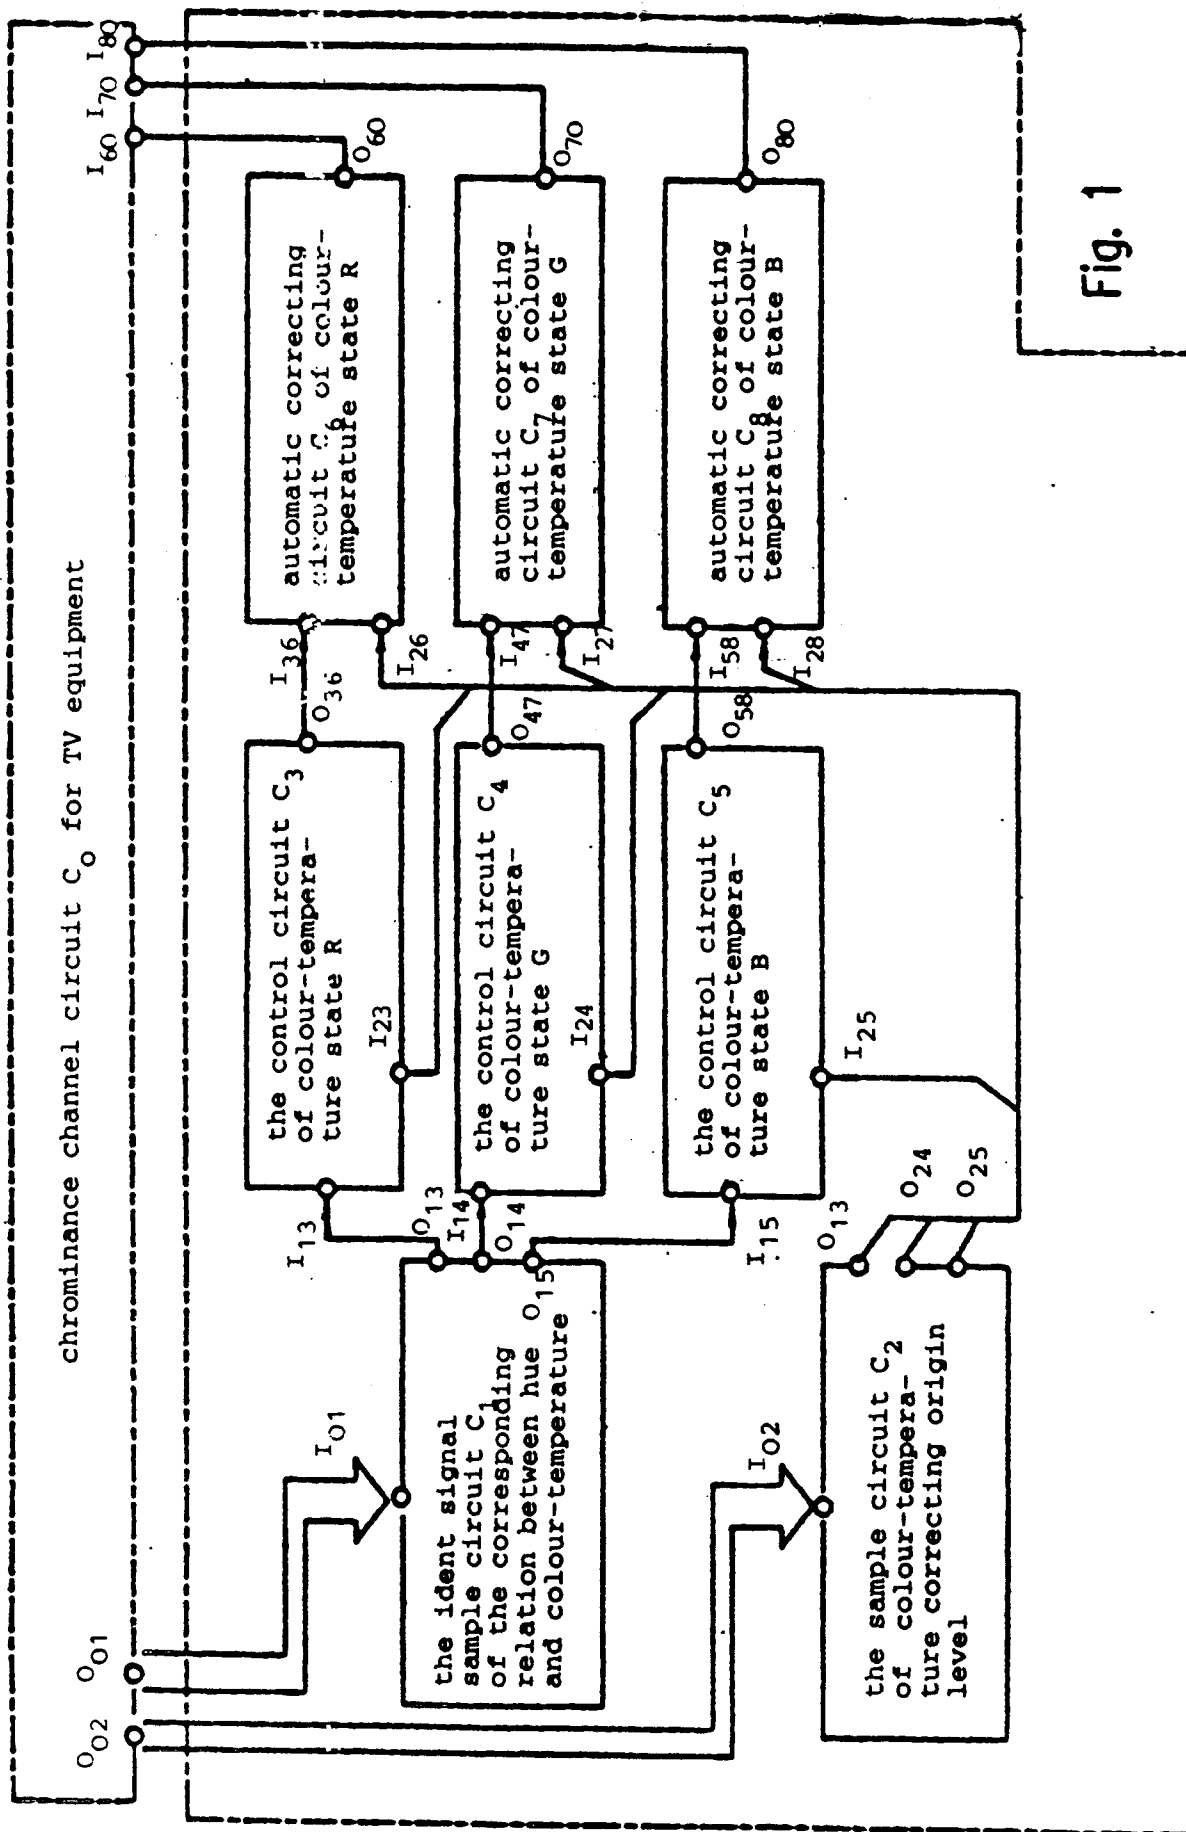 chrominance channel circuit C₀ for TV equipment
O₀₂
O₀₁
I₆₀
I₇₀
I₈₀
I₀₁
the ident signal
sample circuit C₁
of the corresponding
relation between hue
and colour-temperature
O₁₃
O₁₄
O₁₅
I₁₃
I₁₄
I₁₅
the control circuit C₃
of colour-tempera-
ture state R
I₂₃
O₃₆
I₃₆
I₂₆
automatic correcting
circuit C₆ of colour-
temperature state R
O₆₀
the control circuit C₄
of colour-tempera-
ture state G
I₂₄
O₄₇
I₄₇
I₂₇
automatic correcting
circuit C₇ of colour-
temperature state G
O₇₀
the control circuit C₅
of colour-tempera-
ture state B
I₂₅
O₅₈
I₅₈
I₂₈
automatic correcting
circuit C₈ of colour-
temperature state B
O₈₀
I₀₂
the sample circuit C₂
of colour-tempera-
ture correcting origin
level
O₁₃
O₂₄
O₂₅
Fig. 1